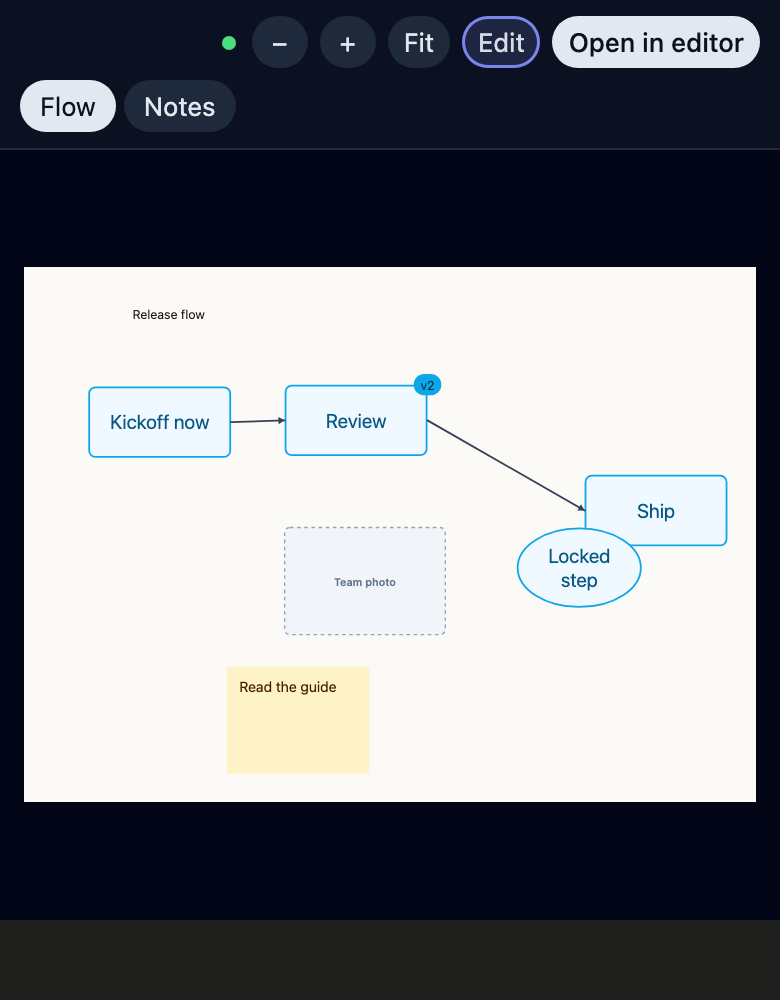 − + Fit Edit Open in editor
Flow Notes
Release flow
v2
Kickoff now
Review
Ship
Locked
step
Team photo
Read the guide